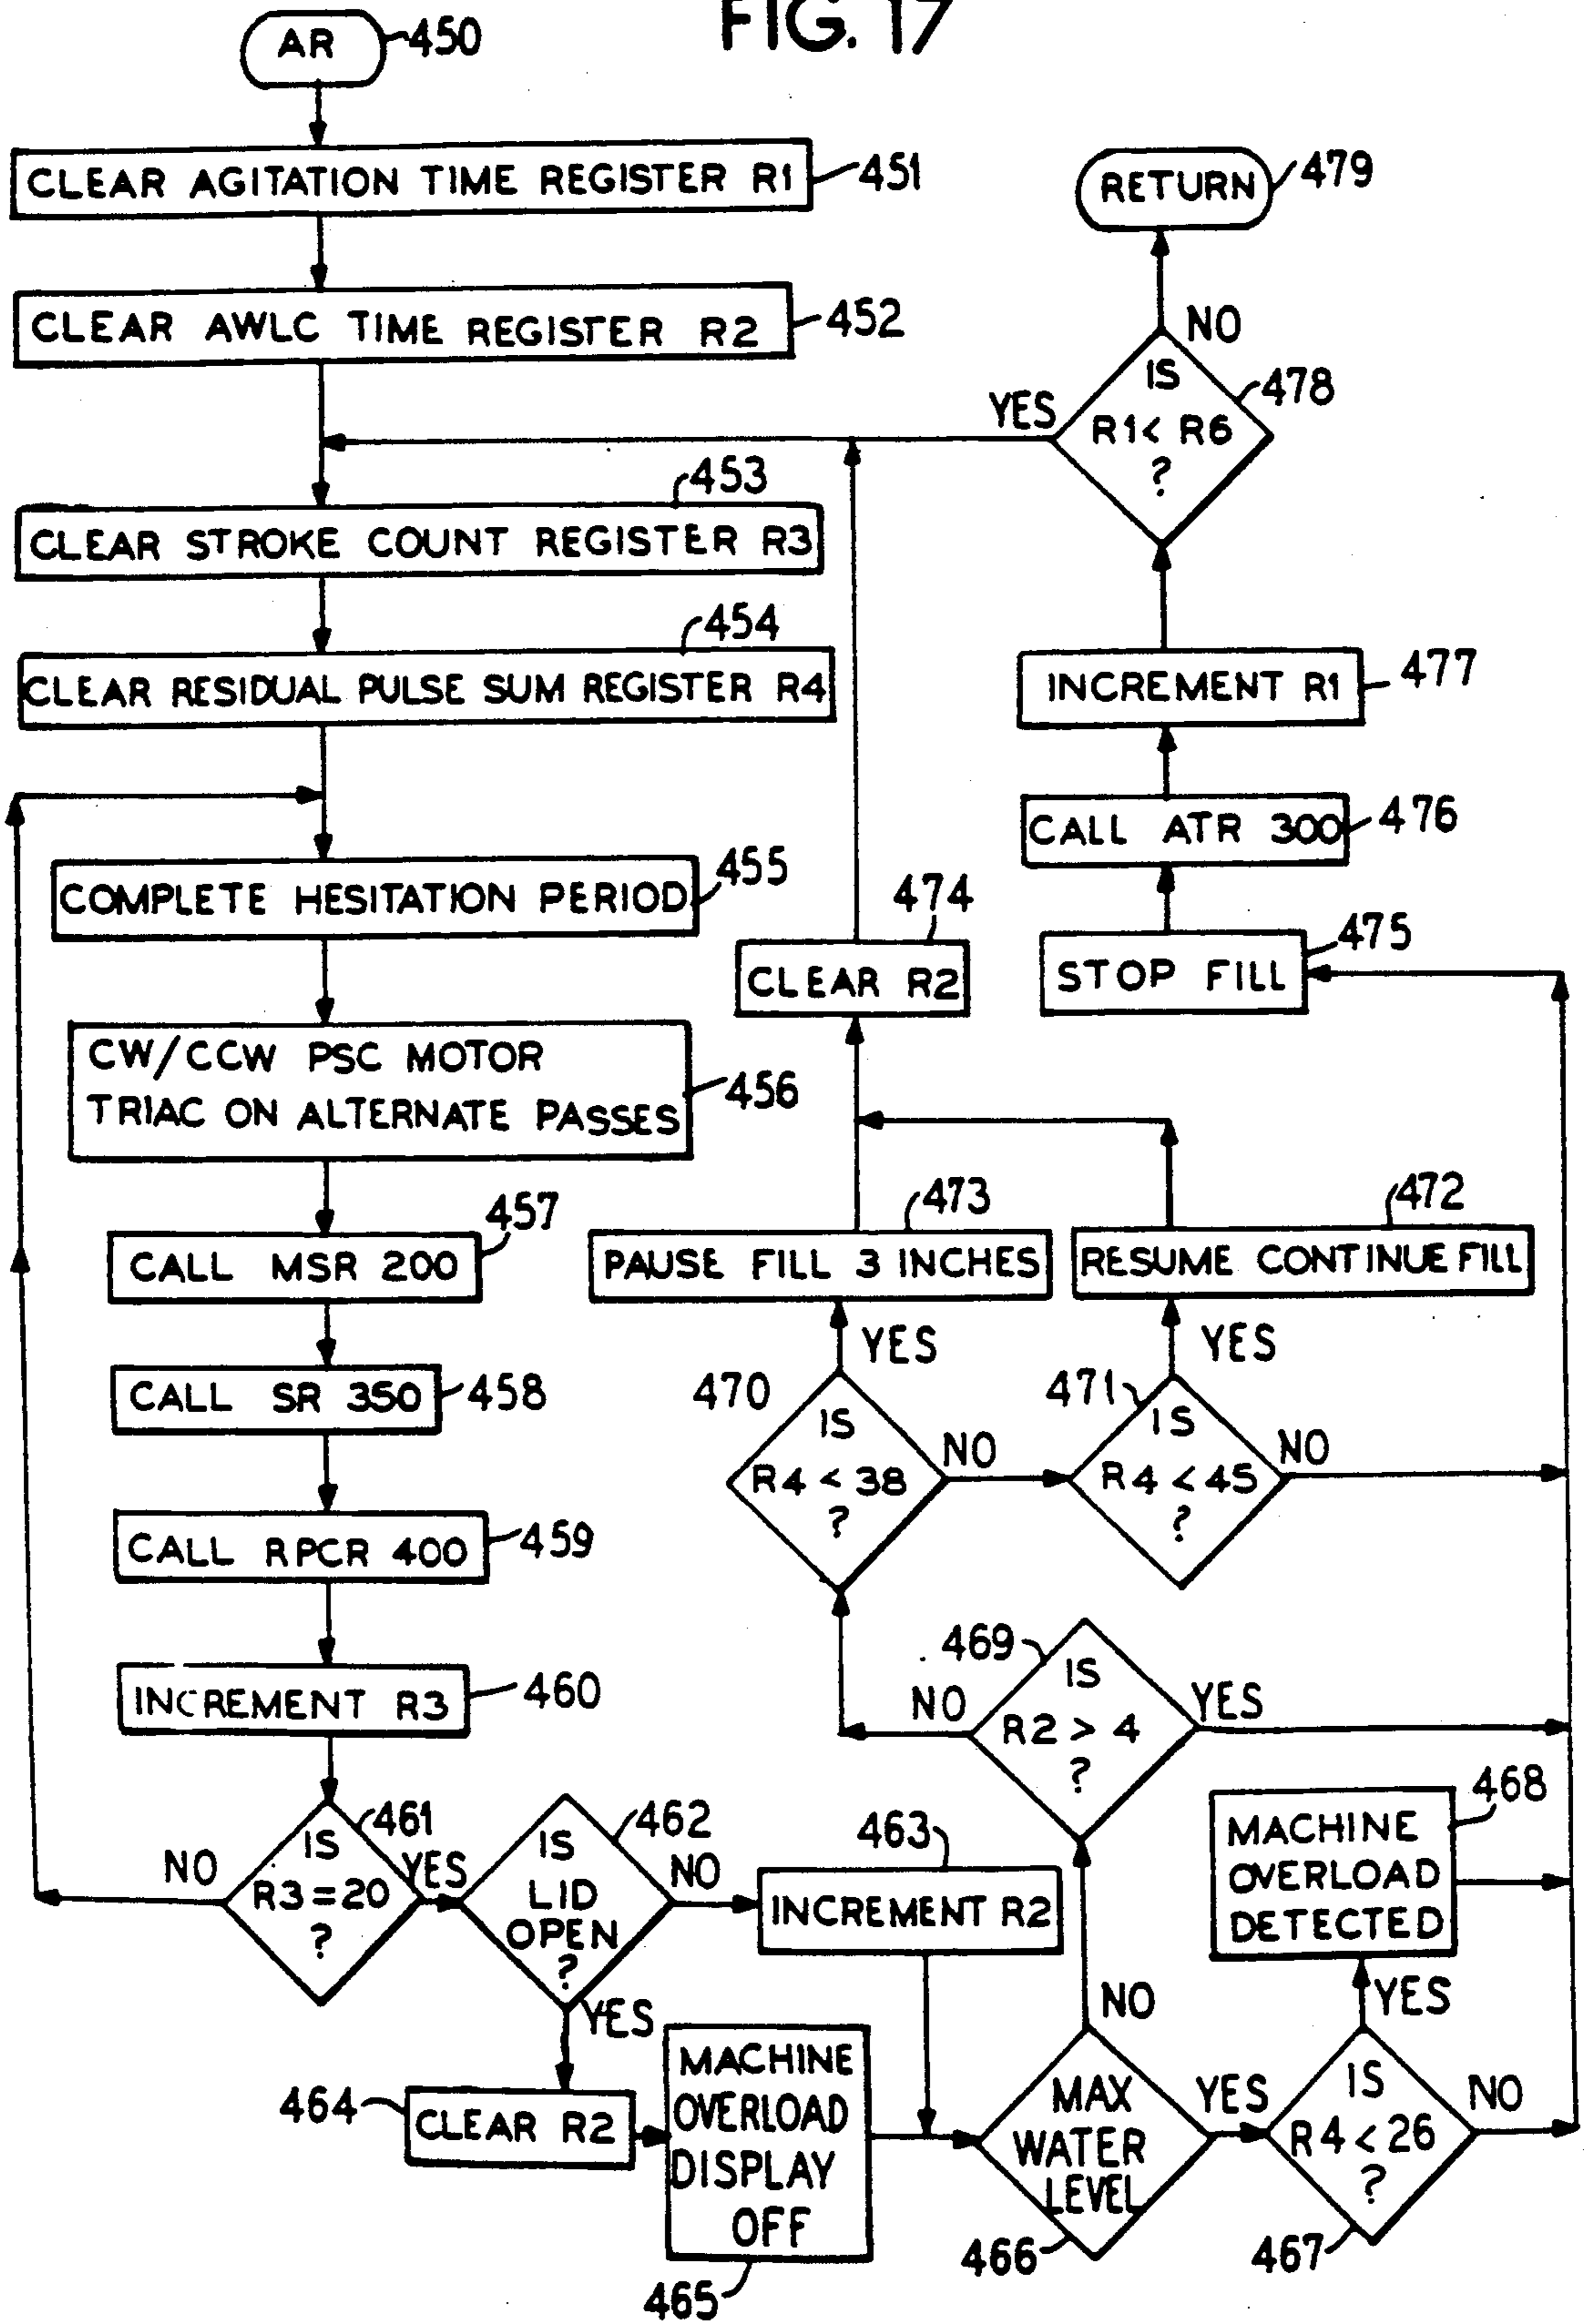 FIG. 17
AR
450
CLEAR AGITATION TIME REGISTER R1
451
CLEAR AWLC TIME REGISTER R2
452
453
CLEAR STROKE COUNT REGISTER R3
454
CLEAR RESIDUAL PULSE SUM REGISTER R4
COMPLETE HESITATION PERIOD
455
CW/CCW PSC MOTOR
TRIAC ON ALTERNATE PASSES
456
CALL MSR 200
457
CALL SR 350
458
CALL RPCR 400
459
INCREMENT R3
460
461
IS
R3=20
?
NO
YES
462
IS
LID
OPEN
?
NO
YES
463
INCREMENT R2
464
CLEAR R2
MACHINE
OVERLOAD
DISPLAY
OFF
465
MAX
WATER
LEVEL
466
NO
YES
IS
R4<26
?
467
YES
NO
468
MACHINE
OVERLOAD
DETECTED
469
IS
R2 > 4
?
NO
YES
470
IS
R4 < 38
?
YES
NO
471
IS
R4 < 45
?
YES
NO
472
RESUME CONTINUE FILL
473
PAUSE FILL 3 INCHES
474
CLEAR R2
475
STOP FILL
CALL ATR 300
476
INCREMENT R1
477
IS
R1< R6
?
478
YES
NO
RETURN
479